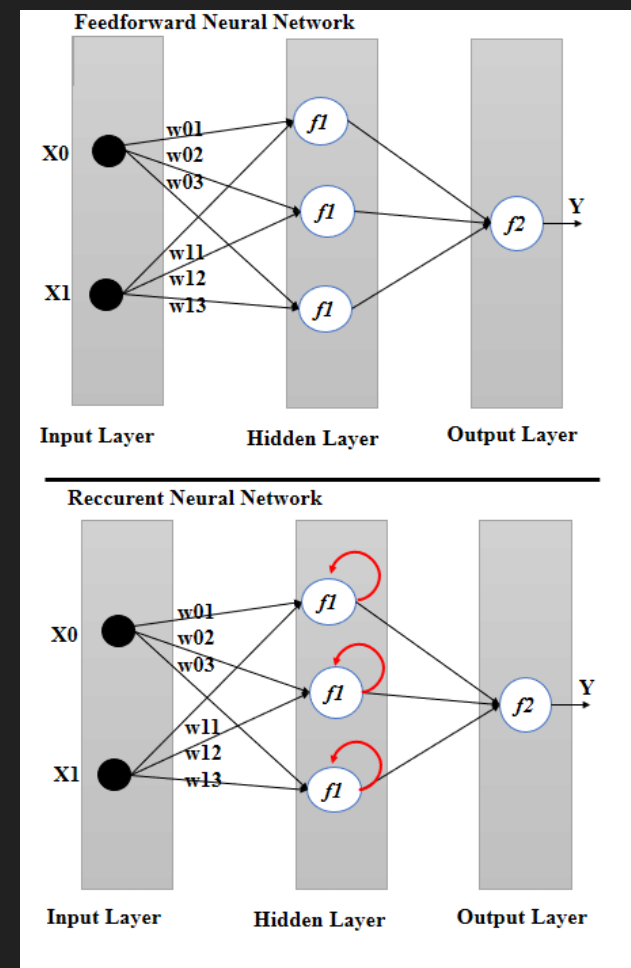 Feedforward Neural Network
w01
X0
w02
w03
f1
f1
f1
f2
Y
w11
X1
w12
w13
Input Layer
Hidden Layer
Output Layer
Reccurent Neural Network
w01
X0
w02
w03
f1
f1
f1
f2
Y
w11
w12
X1
w13
Input Layer
Hidden Layer
Output Layer